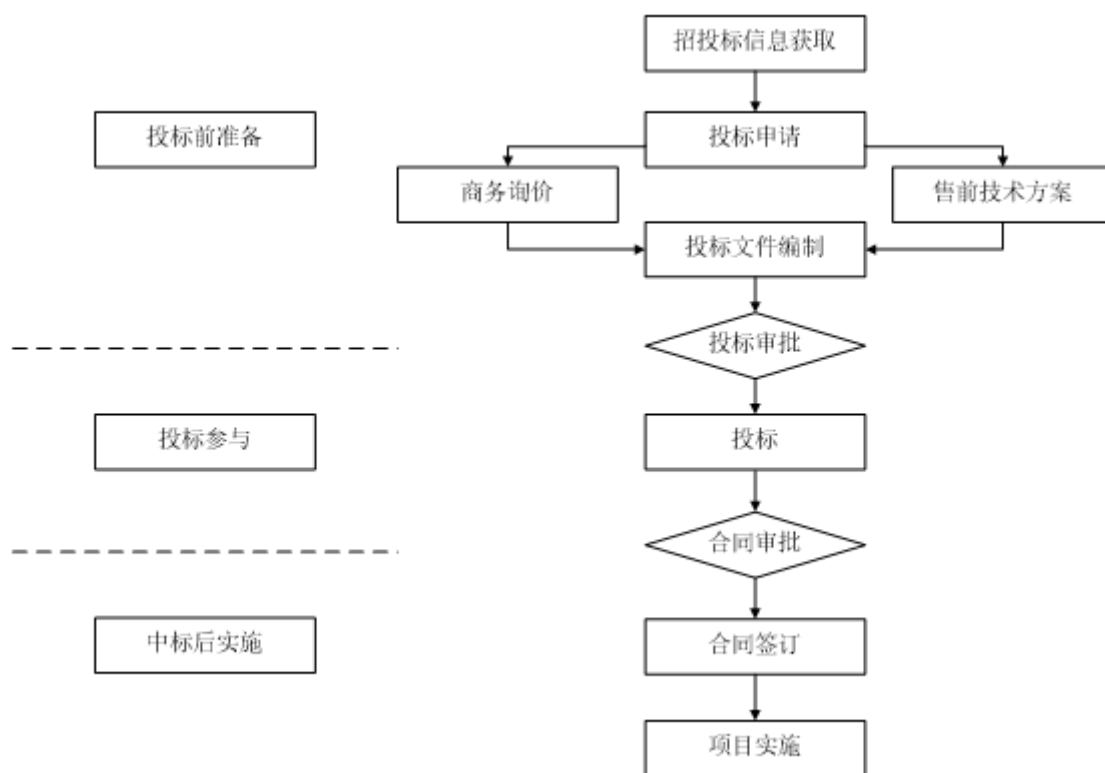 招投标信息获取
投标前准备
投标申请
商务询价
售前技术方案
投标文件编制
投标审批
投标参与
投标
合同审批
中标后实施
合同签订
项目实施